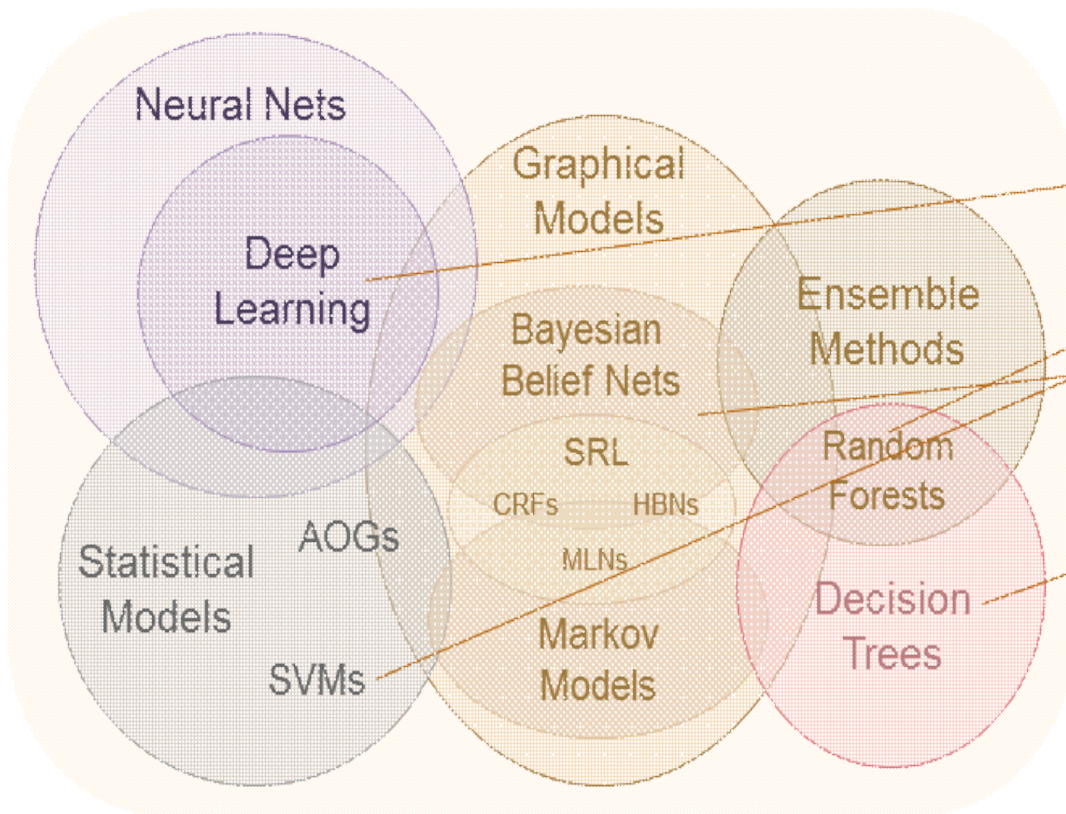 Neural Nets
Deep
Learning
Graphical
Models
Ensemble
Methods
Bayesian
Belief Nets
SRL
CRFs
HBNs
MLNs
Random
Forests
AOGs
Statistical
Models
SVMs
Markov
Models
Decision
Trees